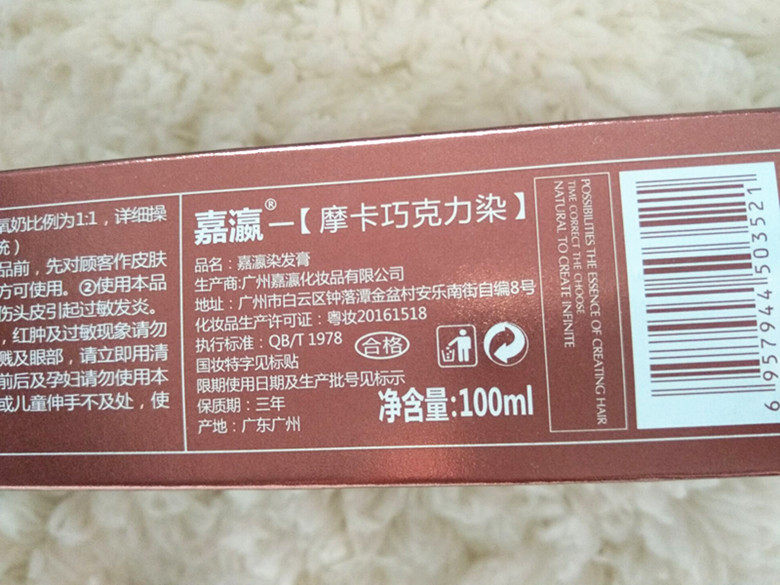 氧奶比例为1:1，详细操
统）
品前，先对顾客作皮肤
方可使用。②使用本品
伤头皮引起过敏发炎。
，红肿及过敏现象请勿
溅及眼部，请立即用清
前后及孕妇请勿使用本
或儿童伸手不及处，使
嘉瀛®—【摩卡巧克力染】
品名：嘉瀛染发膏
生产商：广州嘉瀛化妆品有限公司
地址：广州市白云区钟落潭金盆村安乐南街自编8号
化妆品生产许可证：粤妆20161518
执行标准：QB/T 1978
合格
国妆特字见标贴
限期使用日期及生产批号见标示
保质期：三年
净含量:100ml
产地：广东广州
POSSIBILITIES THE ESSENCE OF CREATING HAIR
TIME CORRECT THE CHOOSE
NATURAL TO CREATE INFINITE
6 957944 503521